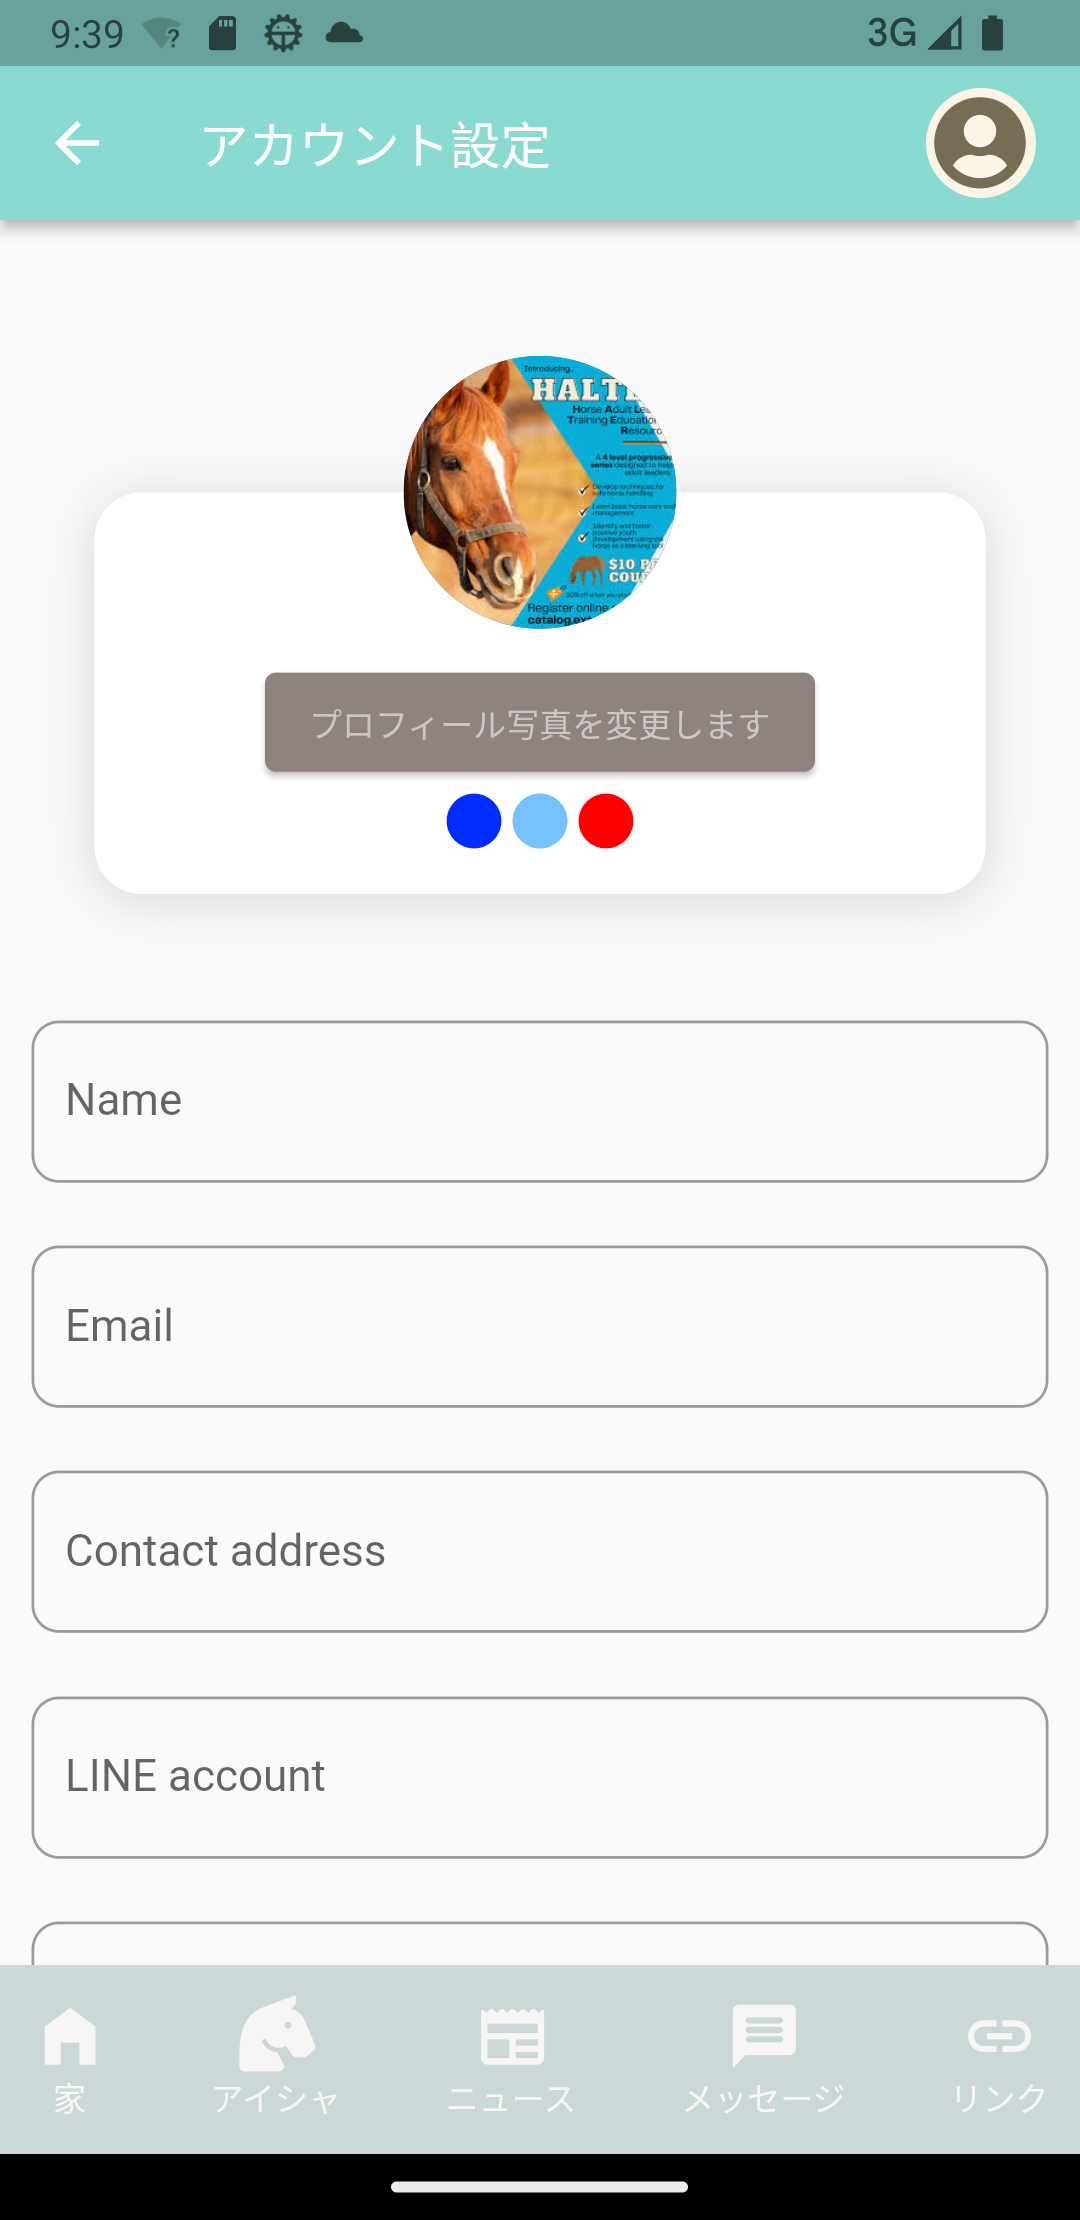 9:39
3G
アカウント設定
Introducing..
HALT
Horse Adult Le
Training Education
Resourc
A 4 level progressive
series designed to help
adult leaders:
Develop techniques for
safe horse handling
Learn basic horse care and
management
Identify and foster
positive youth
development using the
horse as a learning tool
$10 P
COU
Register online
catalog.ex
プロフィール写真を変更します
Name
Email
Contact address
LINE account
家
アイシャ
ニュース
メッセージ
リンク